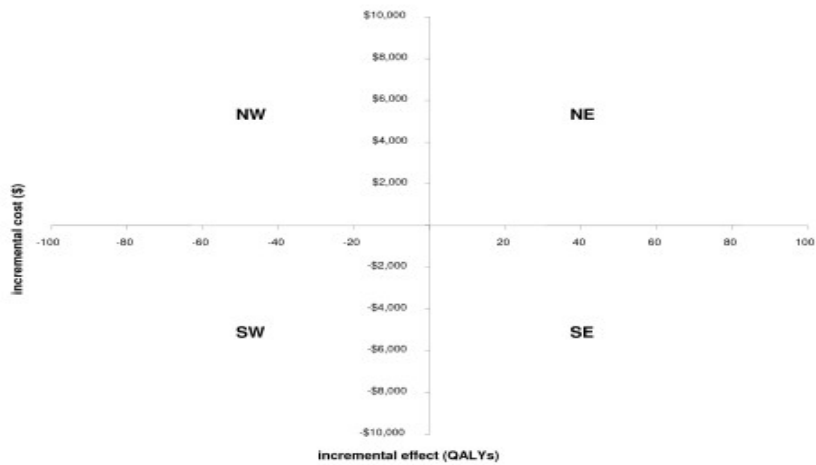 $10,000
$8,000
$6,000
NW NE
$4,000
$2,000
incremental cost ($)
-100 -80 -60 -40 -20 20 40 60 80 100
-$2,000
-$4,000
SW SE
-$6,000
-$8,000
-$10,000
incremental effect (QALYs)